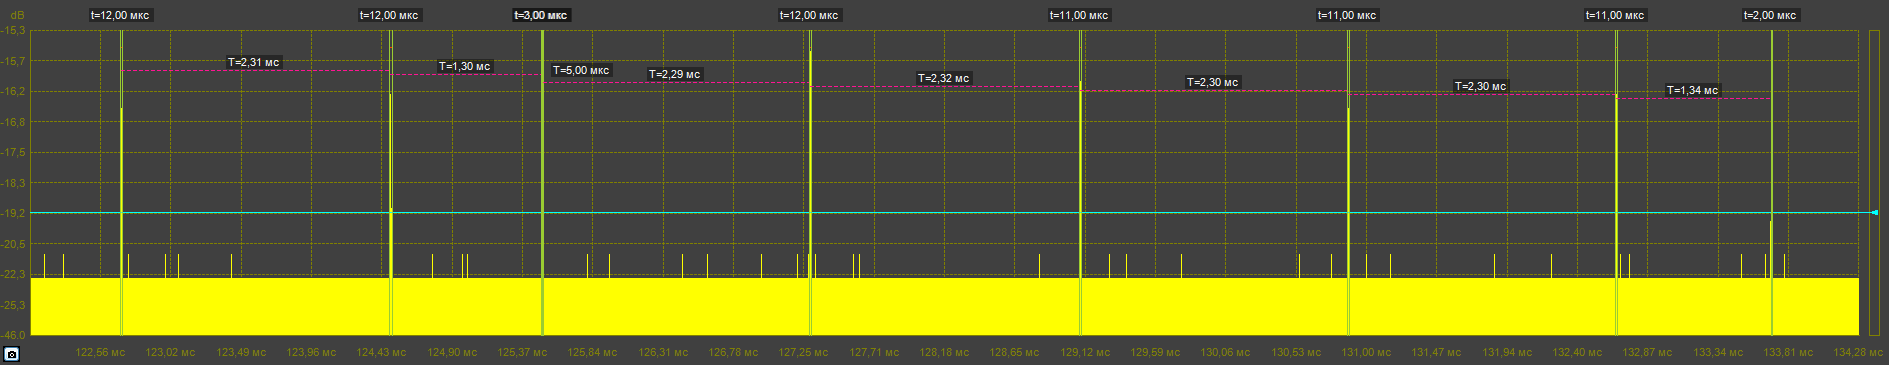 dB
t=12,00 мкс
t=12,00 мкс
t=3,00 мкс
t=12,00 мкс
t=11,00 мкс
t=11,00 мкс
t=11,00 мкс
t=2,00 мкс
-15,3
-15,7
-16,2
-16,8
-17,5
-18,3
-19,2
-20,5
-22,3
-25,3
-46.0
T=2,31 мс
T=1,30 мс
T=5,00 мкс
T=2,29 мс
T=2,32 мс
T=2,30 мс
T=2,30 мс
T=1,34 мс
122,56 мс
123,02 мс
123,49 мс
123,96 мс
124,43 мс
124,90 мс
125,37 мс
125,84 мс
126,31 мс
126,78 мс
127,25 мс
127,71 мс
128,18 мс
128,65 мс
129,12 мс
129,59 мс
130,06 мс
130,53 мс
131,00 мс
131,47 мс
131,94 мс
132,40 мс
132,87 мс
133,34 мс
133,81 мс
134,28 мс